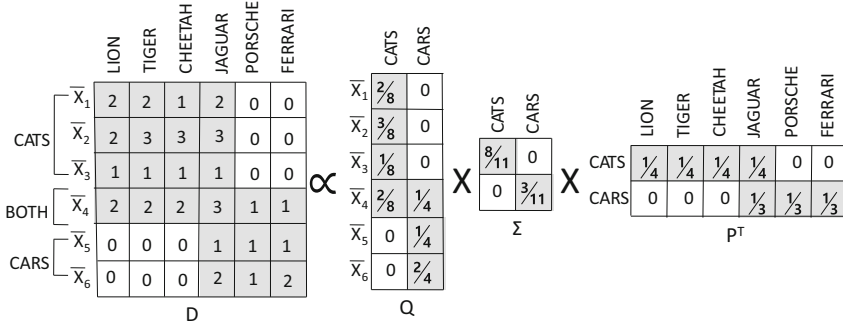 LION TIGER CHEETAH JAGUAR PORSCHE FERRARI
CATS CARS
CATS CARS
LION TIGER CHEETAH JAGUAR PORSCHE FERRARI
CATS
BOTH
CARS
X̅1 2 2 1 2 0 0
X̅2 2 3 3 3 0 0
X̅3 1 1 1 1 0 0
X̅4 2 2 2 3 1 1
X̅5 0 0 0 1 1 1
X̅6 0 0 0 2 1 2
D
∝
X̅1 2/8 0
X̅2 3/8 0
X̅3 1/8 0
X̅4 2/8 1/4
X̅5 0 1/4
X̅6 0 2/4
Q
X
8/11 0
0 3/11
Σ
X
CATS 1/4 1/4 1/4 1/4 0 0
CARS 0 0 0 1/3 1/3 1/3
Pᵀ